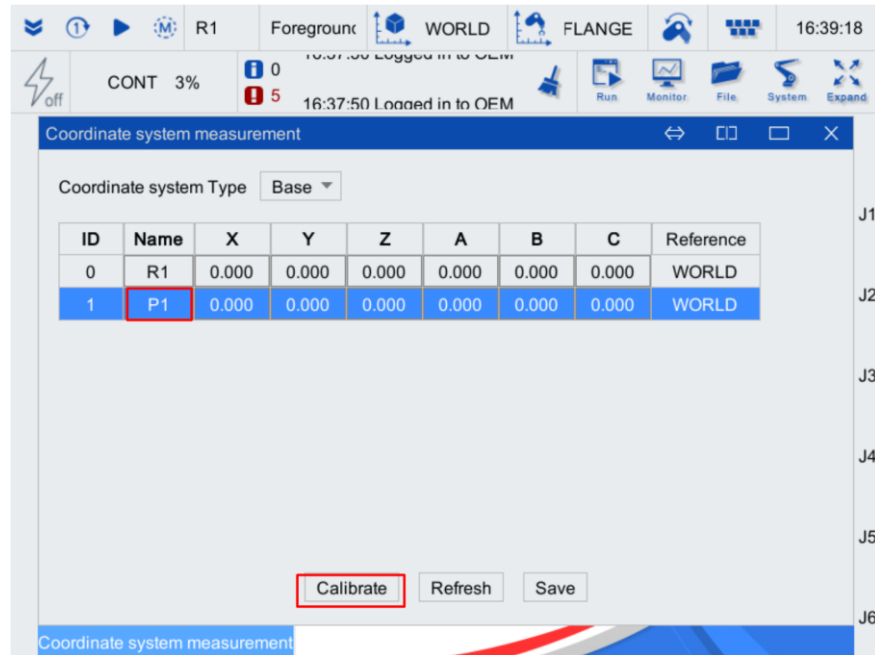 R1 Foregrounc WORLD FLANGE 16:39:18
off CONT 3% 0 Run Monitor File System Expand
5 16:37:50 Logged in to OEM
Coordinate system measurement
Coordinate system Type Base
ID Name X Y Z A B C Reference
0 R1 0.000 0.000 0.000 0.000 0.000 0.000 WORLD
1 P1 0.000 0.000 0.000 0.000 0.000 0.000 WORLD
J1
J2
J3
J4
J5
J6
Calibrate Refresh Save
Coordinate system measurement